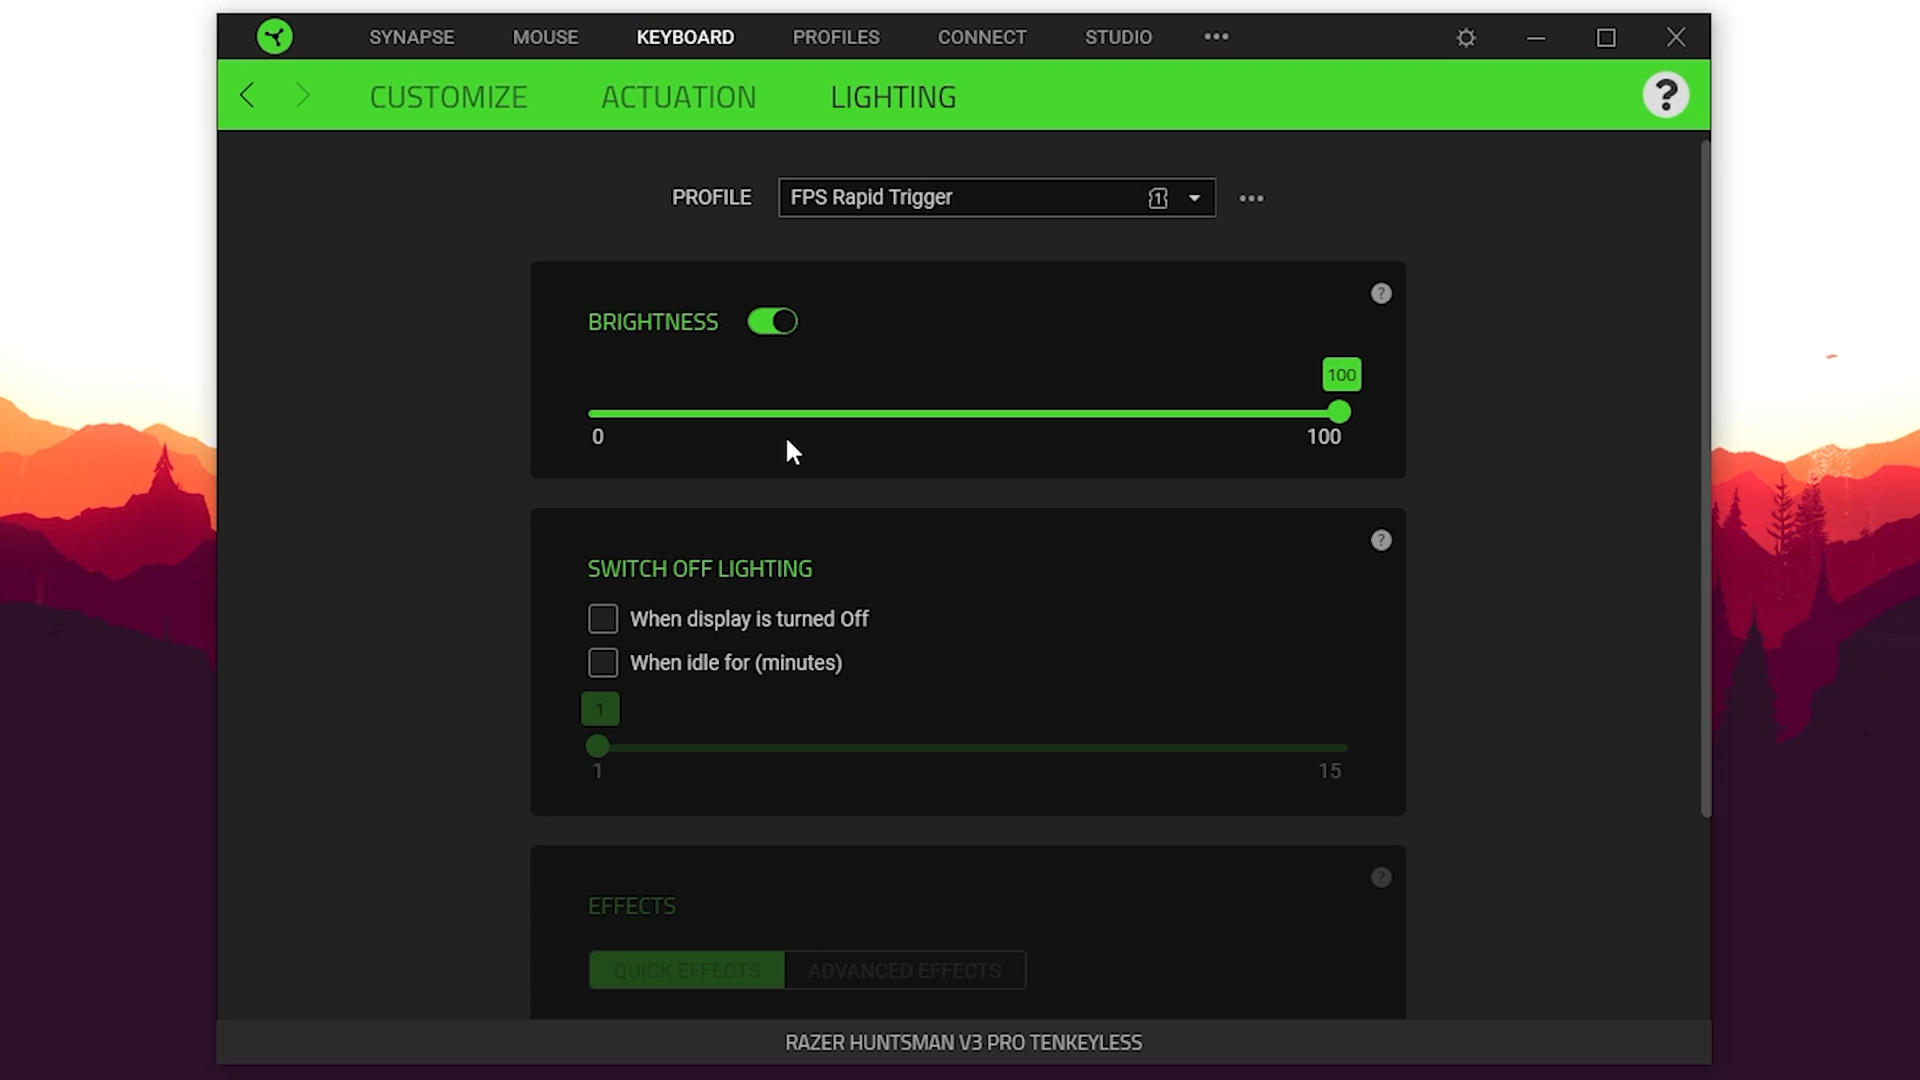 SYNAPSE MOUSE KEYBOARD PROFILES CONNECT STUDIO
CUSTOMIZE ACTUATION LIGHTING ?
PROFILE FPS Rapid Trigger 1
?
BRIGHTNESS
100
0 100
?
SWITCH OFF LIGHTING
When display is turned Off
When idle for (minutes)
1
1 15
?
EFFECTS
QUICK EFFECTS ADVANCED EFFECTS
RAZER HUNTSMAN V3 PRO TENKEYLESS